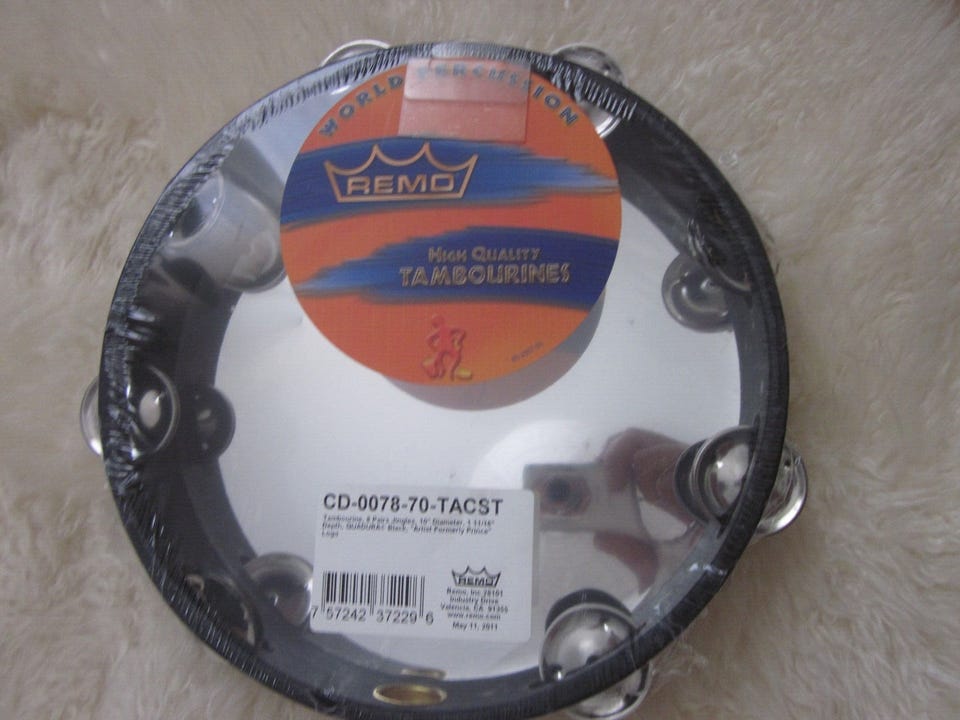 WORLD PERCUSSION
REMO
HIGH QUALITY
TAMBOURINES
CD-0078-70-TACST
Tambourine, 8 Pairs Jingles, 10" Diameter, 1 11/16"
Depth, QUADURA® Black, "Artist Formerly Prince"
Logo
REMO
Remo, Inc. 28101
Industry Drive
Valencia, CA 91355
www.remo.com
May 11, 2011
7 57242 37229 6